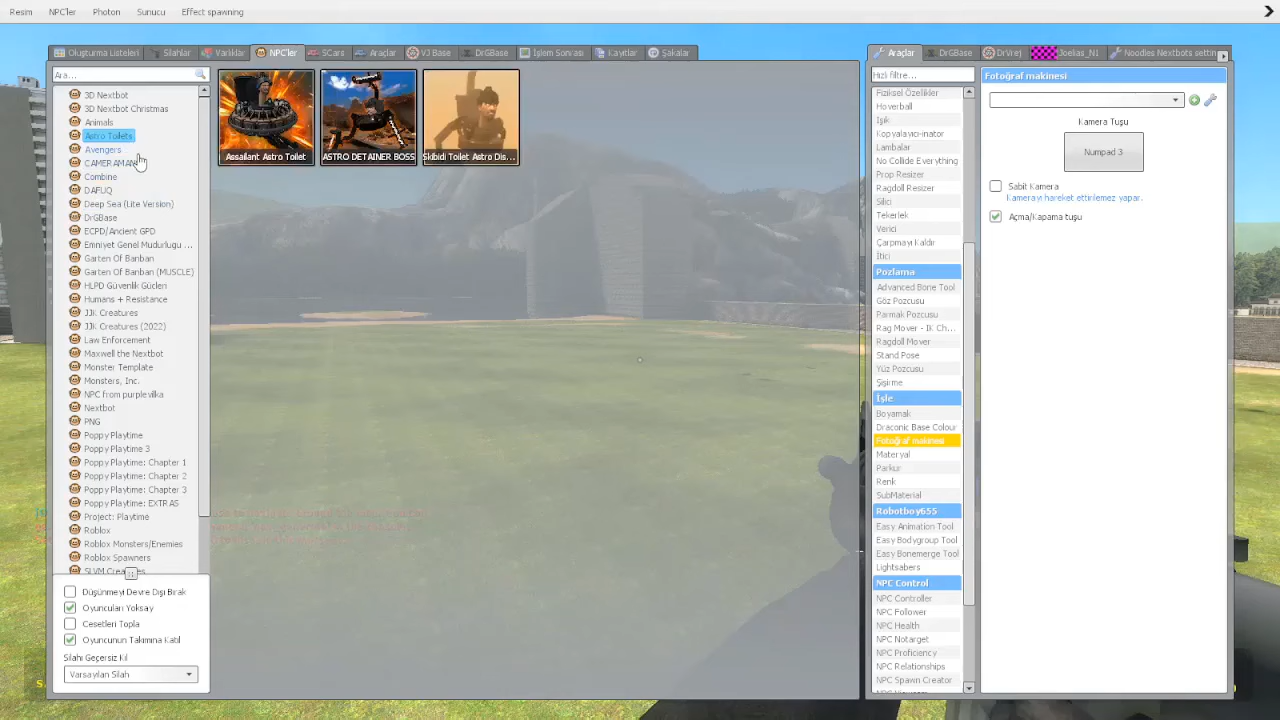 Resim NPC'ler Photon Sunucu Effect spawning
Oluşturma Listeleri Silahlar Varlıklar NPC'ler SCars Araçlar VJ Base DrGBase İşlem Sonrası Kayıtlar Şakalar
Ara...
3D Nextbot
3D Nextbot Christmas
Animals
Astro Toilets
Avengers
CAMERAMAN
Combine
DAFUQ
Deep Sea (Lite Version)
DrGBase
ECPD/Ancient GPD
Emniyet Genel Mudurlugu ...
Garten Of Banban
Garten Of Banban (MUSCLE)
HLPD Güvenlik Güçleri
Humans + Resistance
JJK Creatures
JJK Creatures (2022)
Law Enforcement
Maxwell the Nextbot
Monster Template
Monsters, Inc.
NPC from purplevilka
Nextbot
PNG
Poppy Playtime
Poppy Playtime 3
Poppy Playtime: Chapter 1
Poppy Playtime: Chapter 2
Poppy Playtime: Chapter 3
Poppy Playtime: EXTRAS
Project: Playtime
Roblox
Roblox Monsters/Enemies
Roblox Spawners
Düşünmeyi Devre Dışı Bırak
Oyuncuları Yoksay
Cesetleri Topla
Oyuncunun Takımına Katıl
Silahı Geçersiz Kıl
Varsayılan Silah
Assailant Astro Toilet
ASTRO DETAINER BOSS
Skibidi Toilet Astro Dis...
Araçlar DrGBase DrVrej Joelias_N1 Noodles Nextbots settin
Hızlı filtre...
Fiziksel Özellikler
Hoverball
Işık
Kopyalayıcı-inator
Lambalar
No Collide Everything
Prop Resizer
Ragdoll Resizer
Silici
Tekerlek
Verici
Çarpmayı Kaldır
İtici
Pozlama
Advanced Bone Tool
Göz Pozcusu
Parmak Pozcusu
Rag Mover - IK Ch...
Ragdoll Mover
Stand Pose
Yüz Pozcusu
Şişirme
İşle
Boyamak
Draconic Base Colour
Fotoğraf makinesi
Materyal
Parkur
Renk
SubMaterial
Robotboy655
Easy Animation Tool
Easy Bodygroup Tool
Easy Bonemerge Tool
Lightsabers
NPC Control
NPC Controller
NPC Follower
NPC Health
NPC Notarget
NPC Proficiency
NPC Relationships
NPC Spawn Creator
Fotoğraf makinesi
Kamera Tuşu
Numpad 3
Sabit Kamera
Kamerayı hareket ettirilemez yapar.
Açma/Kapama tuşu